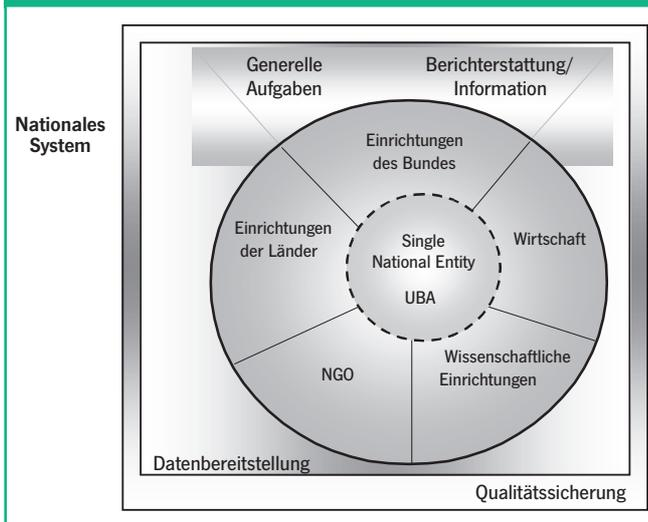 Generelle
Aufgaben
Berichterstattung/
Information
Nationales
System
Einrichtungen
des Bundes
Einrichtungen
der Länder
Single
National Entity
UBA
Wirtschaft
NGO
Wissenschaftliche
Einrichtungen
Datenbereitstellung
Qualitätssicherung